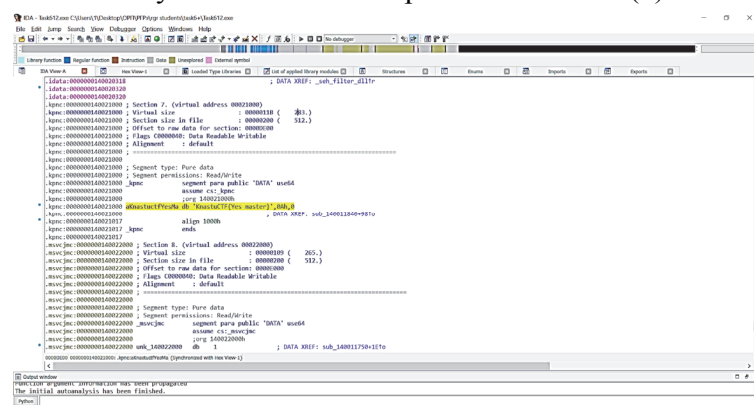 IDA - Task512.exe C:\Users\T\Desktop\
File Edit Jump Search View Debugger Options Windows Help
No debugger
Library function Regular function Instruction Data Unexplored External symbol
IDA View-A Hex View-1 Loaded Type Libraries List of applied library modules Structures Enums Imports Exports
.idata:0000000140020318 ; DATA XREF: _seh_filter_dll↑r
.idata:0000000140020320
.idata:0000000140020320
.kpnc:0000000140021000 ; Section 7. (virtual address 00021000)
.kpnc:0000000140021000 ; Virtual size : 00000118 (
.kpnc:0000000140021000 ; Section size in file : 00000200 ( 512.)
.kpnc:0000000140021000 ; Offset to raw data for section: 0000DE00
.kpnc:0000000140021000 ; Flags C0000040: Data Readable Writable
.kpnc:0000000140021000 ; Alignment : default
.kpnc:0000000140021000 ; ================
.kpnc:0000000140021000
.kpnc:0000000140021000 ; Segment type: Pure data
.kpnc:0000000140021000 ; Segment permissions: Read/Write
.kpnc:0000000140021000 _kpnc segment para public 'DATA' use64
.kpnc:0000000140021000 assume cs:_kpnc
.kpnc:0000000140021000 ;org 140021000h
.kpnc:0000000140021000 aKnastuctfYesMa db 'KnastuCTF{Yes master}',0Ah,0
.kpnc:0000000140021000 ; DATA XREF: sub_140011840+98↑o
.kpnc:0000000140021017 align 1000h
.kpnc:0000000140021017 _kpnc ends
.kpnc:0000000140021017
.msvcjmc:0000000140022000 ; Section 8. (virtual address 00022000)
.msvcjmc:0000000140022000 ; Virtual size : 00000109 ( 265.)
.msvcjmc:0000000140022000 ; Section size in file : 00000200 ( 512.)
.msvcjmc:0000000140022000 ; Offset to raw data for section: 0000E000
.msvcjmc:0000000140022000 ; Flags C0000040: Data Readable Writable
.msvcjmc:0000000140022000 ; Alignment : default
.msvcjmc:0000000140022000 ; ================
.msvcjmc:0000000140022000
.msvcjmc:0000000140022000 ; Segment type: Pure data
.msvcjmc:0000000140022000 ; Segment permissions: Read/Write
.msvcjmc:0000000140022000 _msvcjmc segment para public 'DATA' use64
.msvcjmc:0000000140022000 assume cs:_msvcjmc
.msvcjmc:0000000140022000 ;org 140022000h
.msvcjmc:0000000140022000 unk_140022000 db 1 ; DATA XREF: sub_140011750+1E↑o
(Synchronized with Hex View-1)
Output window
Function argument information has been propagated
The initial autoanalysis has been finished.
Python